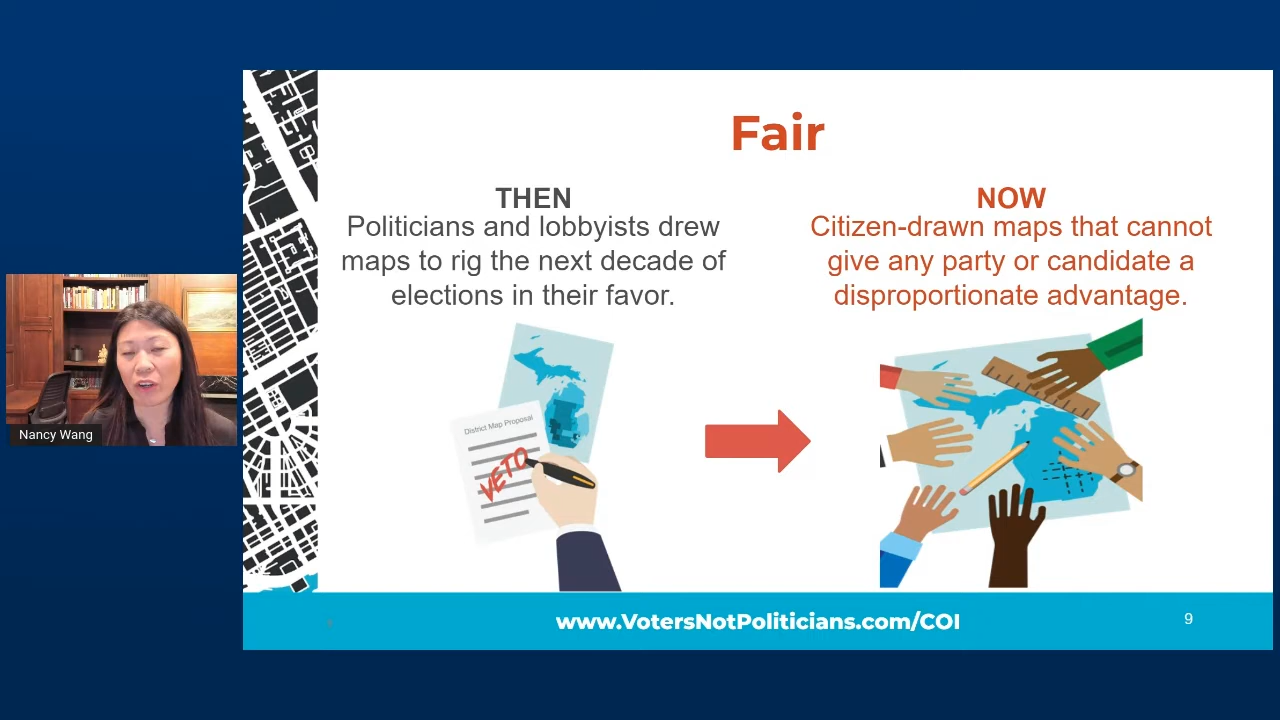 Fair
THEN
Politicians and lobbyists drew
maps to rig the next decade of
elections in their favor.
NOW
Citizen-drawn maps that cannot
give any party or candidate a
disproportionate advantage.
District Map Proposal
VETO
Nancy Wang
www.VotersNotPoliticians.com/COI
9